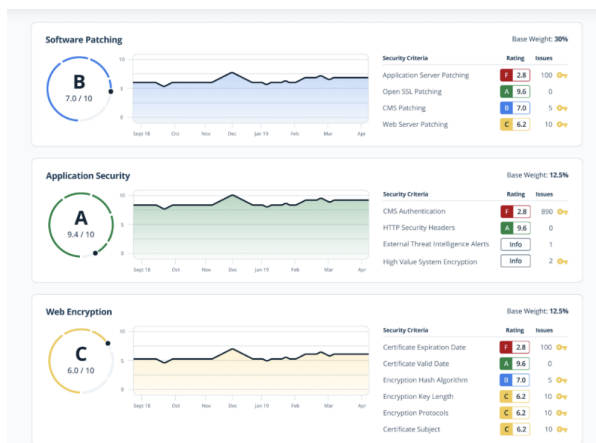 Software Patching
Base Weight: 30%
B
7.0 / 10
10
5
0
Sept 18 Oct Nov Dec Jan 19 Feb Mar Apr
Security Criteria Rating Issues
Application Server Patching F 2.8 100
Open SSL Patching A 9.6 0
CMS Patching B 7.0 5
Web Server Patching C 6.2 10
Application Security
Base Weight: 12.5%
A
9.4 / 10
10
5
0
Sept 18 Oct Nov Dec Jan 19 Feb Mar Apr
Security Criteria Rating Issues
CMS Authentication F 2.8 890
HTTP Security Headers A 9.6 0
External Threat Intelligence Alerts Info 1
High Value System Encryption Info 2
Web Encryption
Base Weight: 12.5%
C
6.0 / 10
10
5
0
Sept 18 Oct Nov Dec Jan 19 Feb Mar Apr
Security Criteria Rating Issues
Certificate Expiration Date F 2.8 100
Certificate Valid Date A 9.6 0
Encryption Hash Algorithm B 7.0 5
Encryption Key Length C 6.2 10
Encryption Protocols C 6.2 10
Certificate Subject C 6.2 10